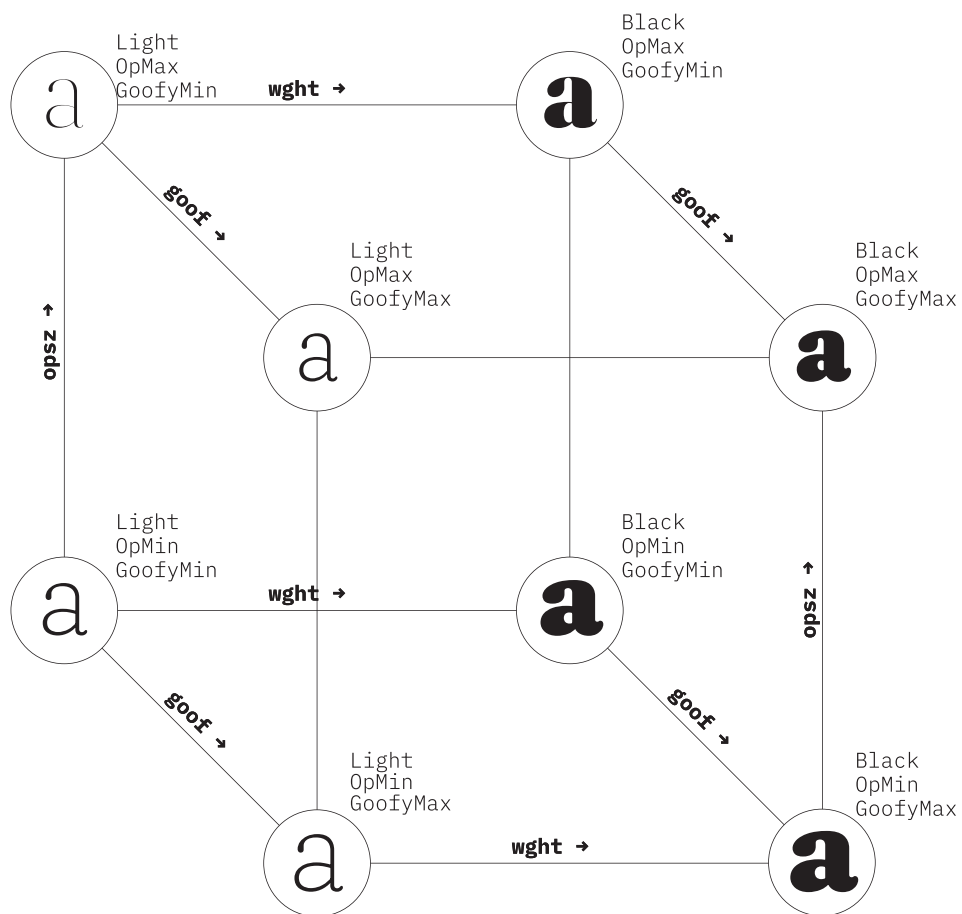 Light
OpMax
GoofyMin
wght →
Black
OpMax
GoofyMin
a
a
goof →
goof →
Light
OpMax
GoofyMax
Black
OpMax
GoofyMax
opsz →
a
a
Light
OpMin
GoofyMin
wght →
Black
OpMin
GoofyMin
a
a
opsz →
goof →
goof →
Light
OpMin
GoofyMax
wght →
Black
OpMin
GoofyMax
a
a